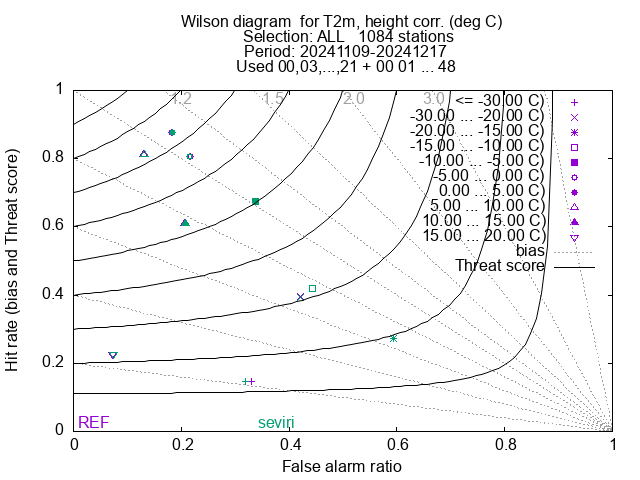 Wilson diagram  for T2m, height corr. (deg C)
Selection: ALL   1084 stations
Period: 20241109-20241217
Used 00,03,...,21 + 00 01 ... 48
1.2 1.5 2.0 3.0
<= -30.00 C)
-30.00 ... -20.00 C)
-20.00 ... -15.00 C)
-15.00 ... -10.00 C)
-10.00 ... -5.00 C)
-5.00 ... 0.00 C)
0.00 ... 5.00 C)
5.00 ... 10.00 C)
10.00 ... 15.00 C)
15.00 ... 20.00 C)
bias
Threat score
Hit rate (bias and Threat score)
1
0.8
0.6
0.4
0.2
0
REF
seviri
0 0.2 0.4 0.6 0.8 1
False alarm ratio